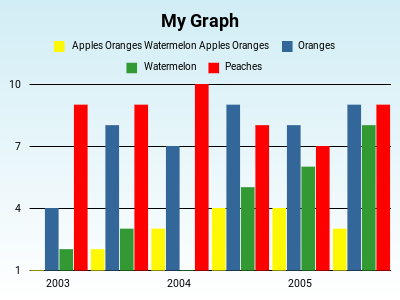 My Graph
Apples Oranges Watermelon Apples Oranges Oranges
Watermelon Peaches
10
7
4
1
2003 2004 2005